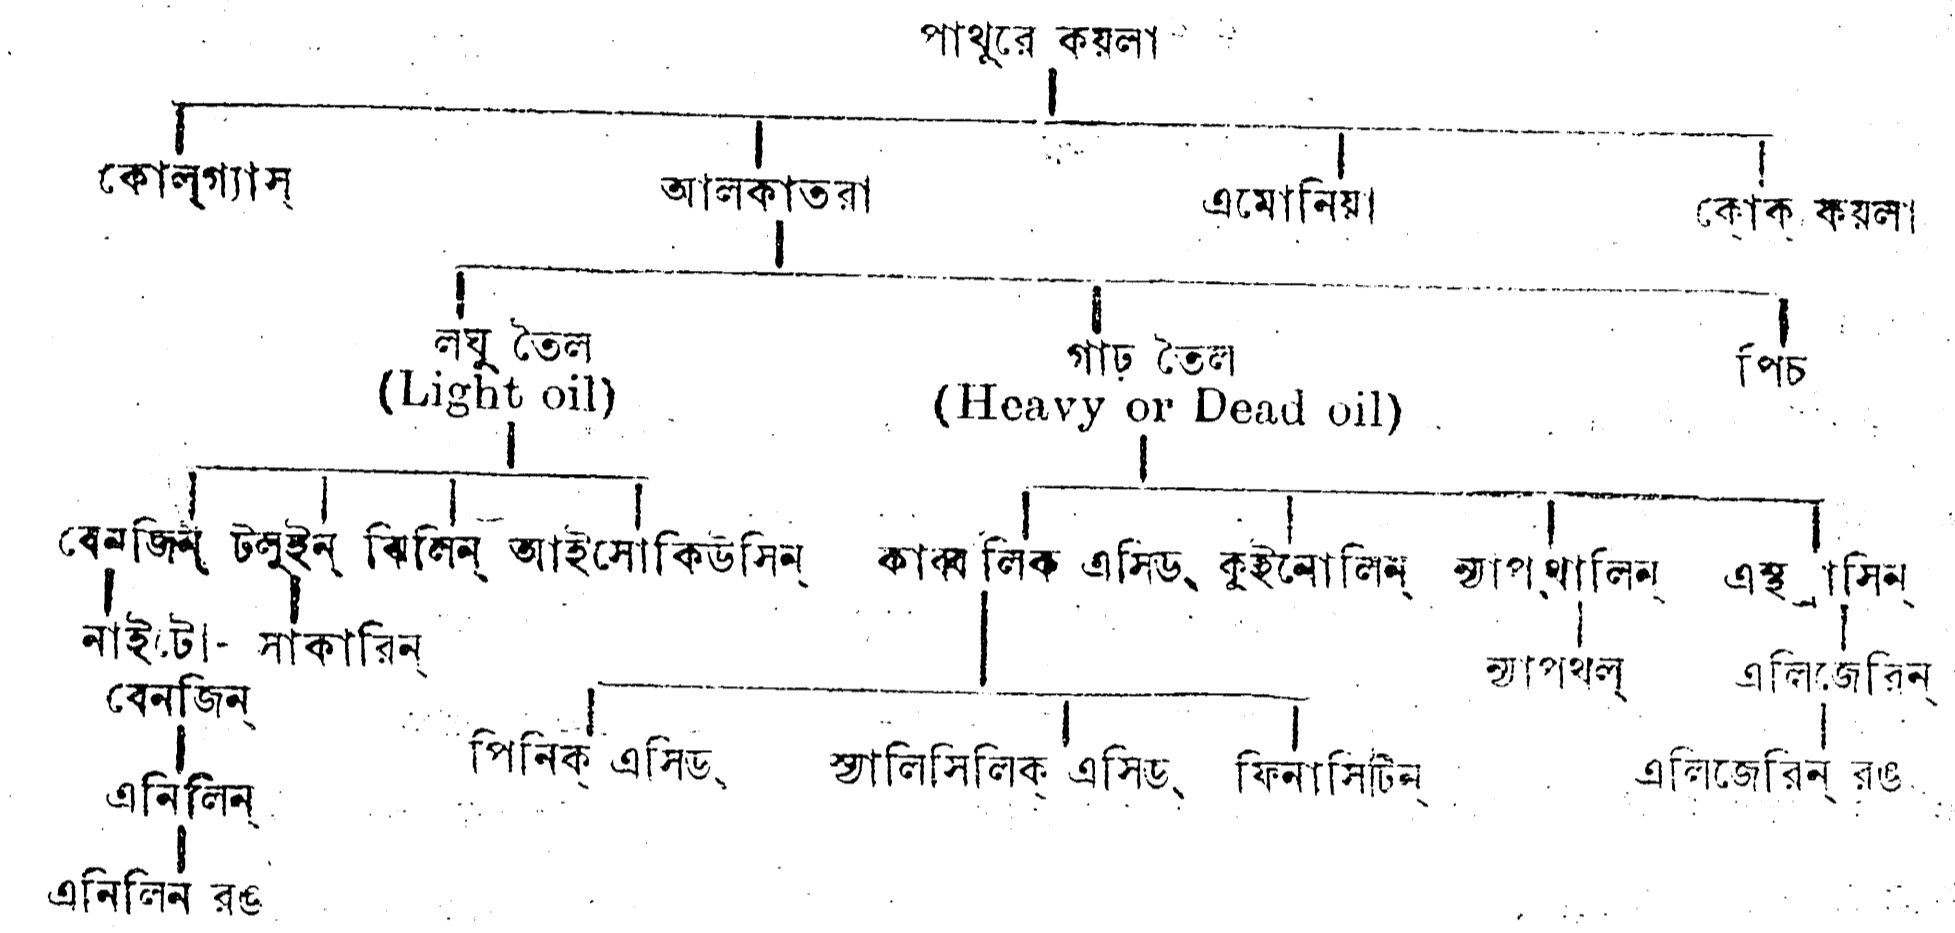 পাথুরে কয়লা
কোল্‌গ্যাস্ আলকাতরা এমোনিয়া কোক্ কয়লা
লঘু তৈল গাঢ় তৈল পিচ
(Light oil) (Heavy or Dead oil)
বেনজিন্ টলুইন্ ঝিলিন্ আইসোকিউসিন্ কার্ব্বলিক এসিড্ কুইনোলিন্ ন্যাপ্‌থালিন্ এন্থ্রাসিন্
নাইট্রো- সাকারিন্ ন্যাপথল্ এলিজেরিন্
বেনজিন্
পিনিক্ এসিড্ স্যালিসিলিক্ এসিড্ ফিনাসিটিন্ এলিজেরিন্ রঙ
এনিলিন্
এনিলিন রঙ